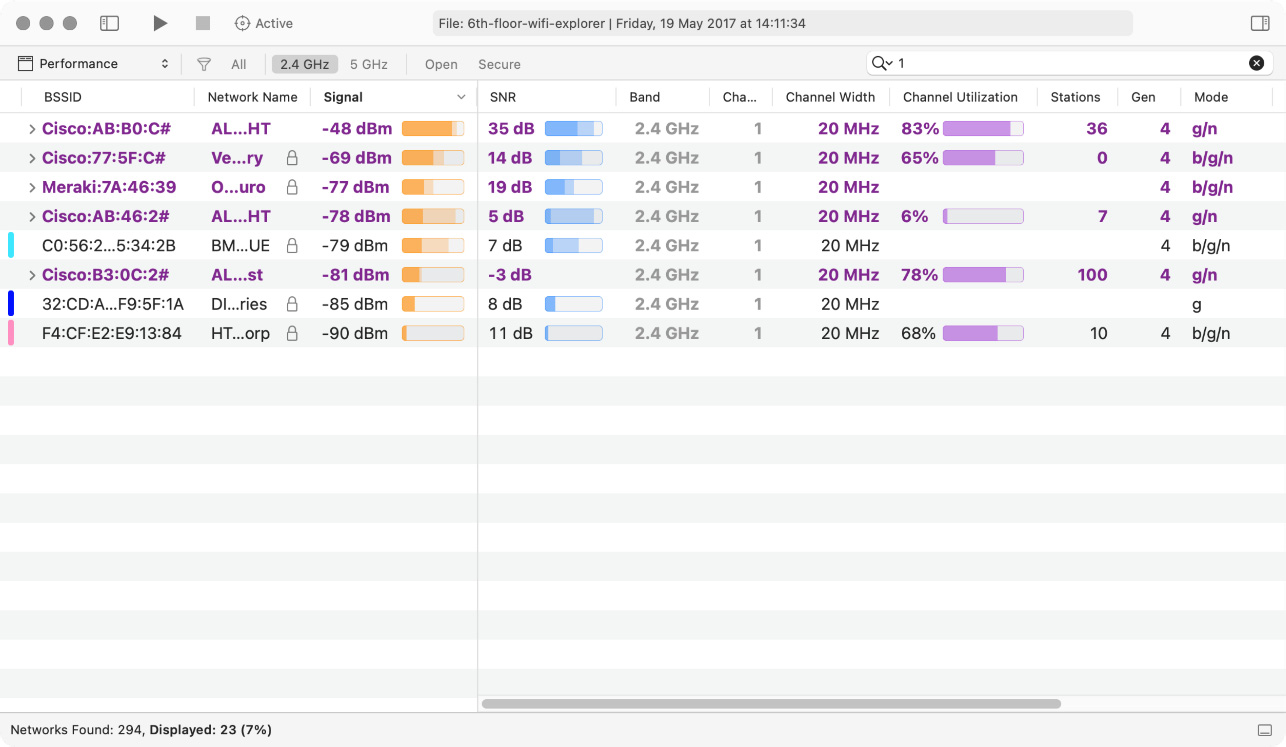 Active File: 6th-floor-wifi-explorer | Friday, 19 May 2017 at 14:11:34
Performance All 2.4 GHz 5 GHz Open Secure 1
BSSID Network Name Signal SNR Band Cha... Channel Width Channel Utilization Stations Gen Mode
Cisco:AB:B0:C# AL...HT -48 dBm 35 dB 2.4 GHz 1 20 MHz 83% 36 4 g/n
Cisco:77:5F:C# Ve...ry -69 dBm 14 dB 2.4 GHz 1 20 MHz 65% 0 4 b/g/n
Meraki:7A:46:39 O...uro -77 dBm 19 dB 2.4 GHz 1 20 MHz 4 b/g/n
Cisco:AB:46:2# AL...HT -78 dBm 5 dB 2.4 GHz 1 20 MHz 6% 7 4 g/n
C0:56:2...5:34:2B BM...UE -79 dBm 7 dB 2.4 GHz 1 20 MHz 4 b/g/n
Cisco:B3:0C:2# AL...st -81 dBm -3 dB 2.4 GHz 1 20 MHz 78% 100 4 g/n
32:CD:A...F9:5F:1A DI...ries -85 dBm 8 dB 2.4 GHz 1 20 MHz g
F4:CF:E2:E9:13:84 HT...orp -90 dBm 11 dB 2.4 GHz 1 20 MHz 68% 10 4 b/g/n
Networks Found: 294, Displayed: 23 (7%)